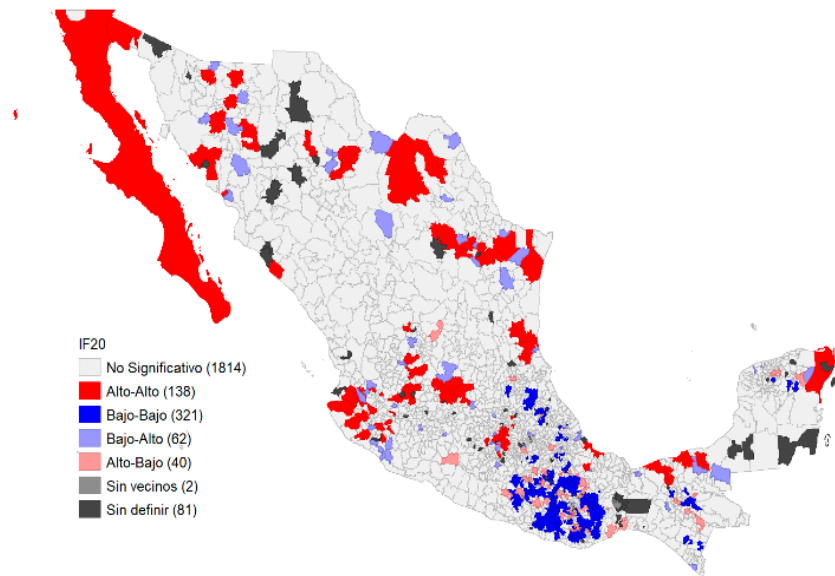 IF20
No Significativo (1814)
Alto-Alto (138)
Bajo-Bajo (321)
Bajo-Alto (62)
Alto-Bajo (40)
Sin vecinos (2)
Sin definir (81)